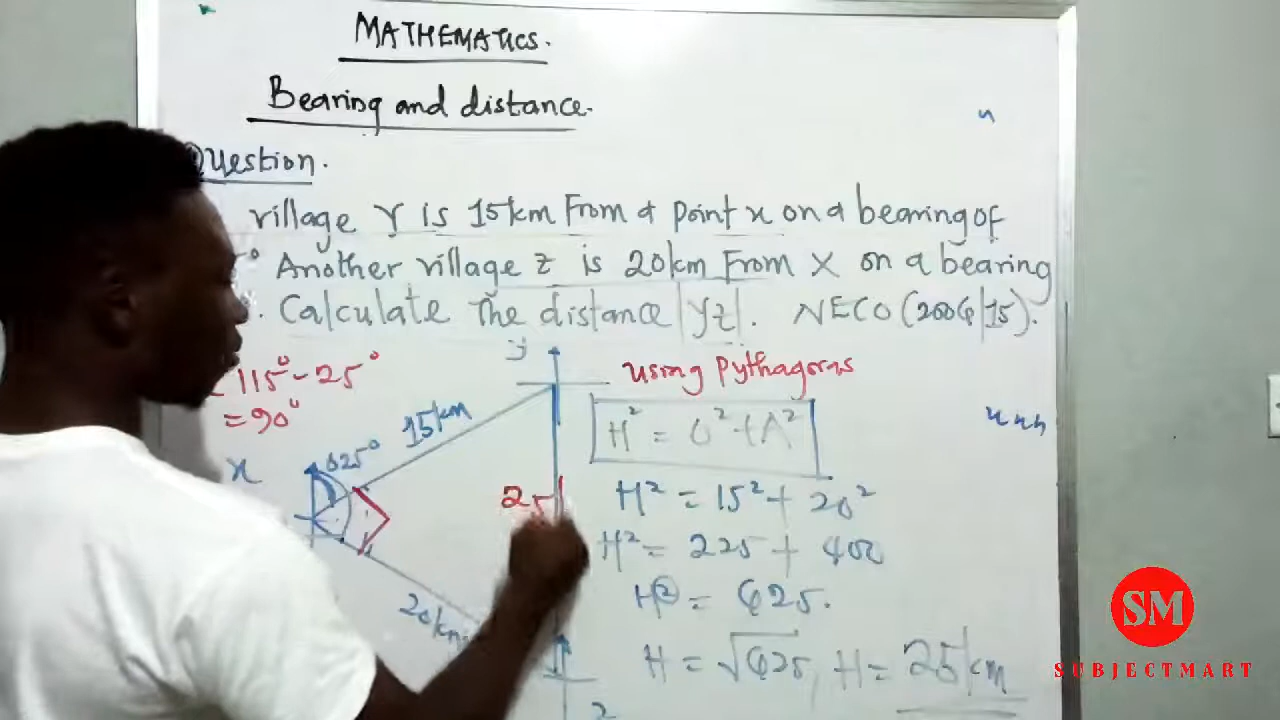 MATHEMATICS.
Bearing and distance.
Question.
village Y is 15km From a point x on a bearing of
° Another village z is 20km From X on a bearing
. Calculate The distance |YZ|. NECO (2006/15).
115° - 25°
= 90°
y
using Pythagoras
H² = O² + A²
x
025°
15km
25k
20km
z
H² = 15² + 20²
H² = 225 + 400
H² = 625.
H = √625, H = 25km
SM
SUBJECTMART